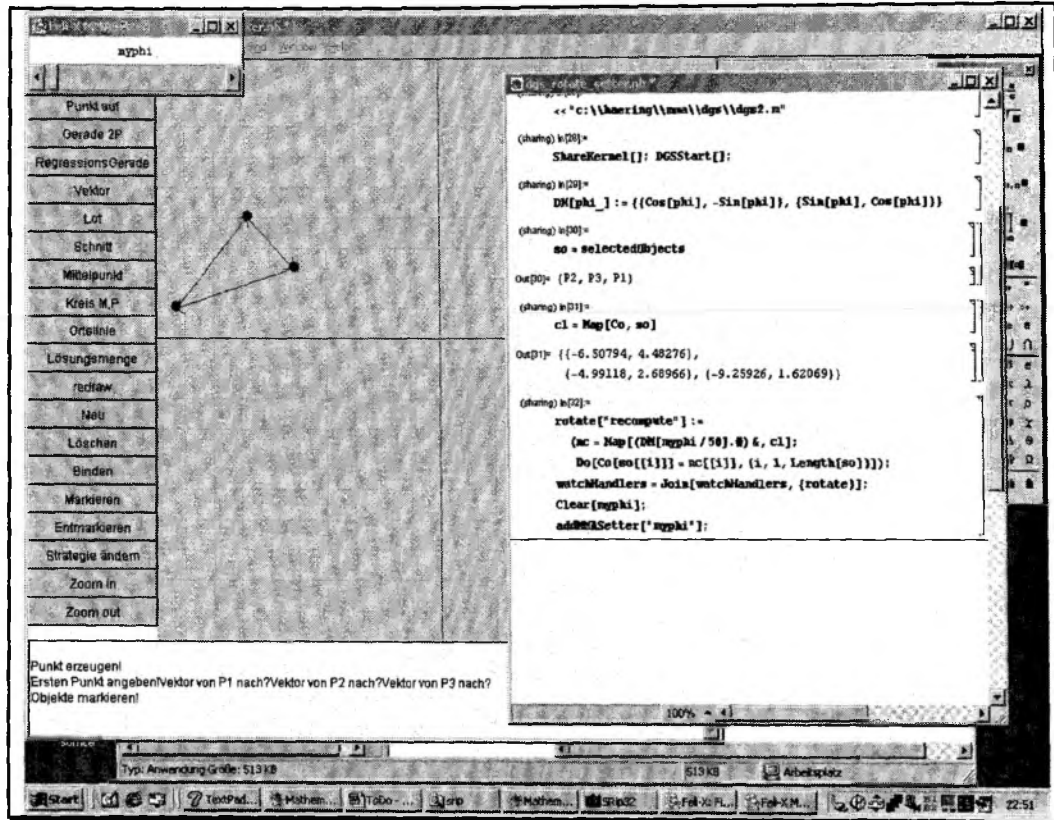 myphi
Punkt auf
Gerade 2P
RegressionsGerade
Vektor
Lot
Schnitt
Mittelpunkt
Kreis M,P
Ortslinie
Lösungsmenge
redraw
Neu
Löschen
Binden
Markieren
Entmarkieren
Strategie ändern
Zoom in
Zoom out
Punkt erzeugen!
Ersten Punkt angeben!Vektor von P1 nach?Vektor von P2 nach?Vektor von P3 nach?
Objekte markieren!
<<"c:\\haering\\mma\\dgs\\dgs2.m"
(sharing) In[28]:=
ShareKernel[]; DGSStart[];
(sharing) In[29]:=
DM[phi_] := {{Cos[phi], -Sin[phi]}, {Sin[phi], Cos[phi]}}
(sharing) In[30]:=
so = selectedObjects
Out[30]= {P2, P3, P1}
(sharing) In[31]:=
cl = Map[Co, so]
Out[31]= {{-6.50794, 4.48276},
{-4.99118, 2.68966}, {-9.25926, 1.62069}}
(sharing) In[32]:=
rotate["recompute"] :=
(nc = Map[(DM[myphi / 50].#) &, cl];
Do[Co[so[[i]]] = nc[[i]], {i, 1, Length[so]}]);
watchHandlers = Join[watchHandlers, {rotate}];
Clear[myphi];
addMMASetter["myphi"];
100%
Typ: Anwendung Größe: 513 KB
513 KB
Arbeitsplatz
Start
TextPad...
Mathem...
ToDo - ...
srip
Mathem...
SRip32
Feli-X: Fi...
Feli-X.M...
22:51